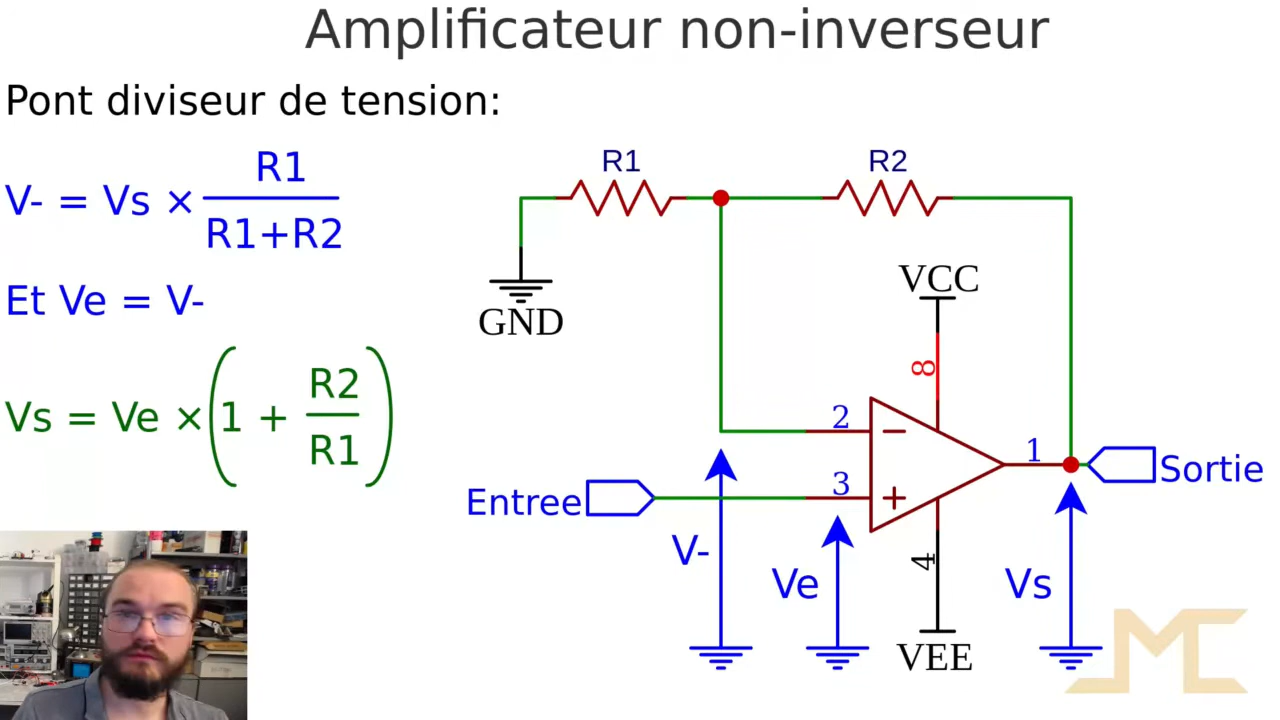 Amplificateur non-inverseur
Pont diviseur de tension:
V- = Vs × R1
R1+R2
Et Ve = V-
Vs = Ve × (1 + R2
R1)
R1
R2
GND
VCC
8
2
3
1
4
Entree
Sortie
V-
Ve
Vs
VEE
MC